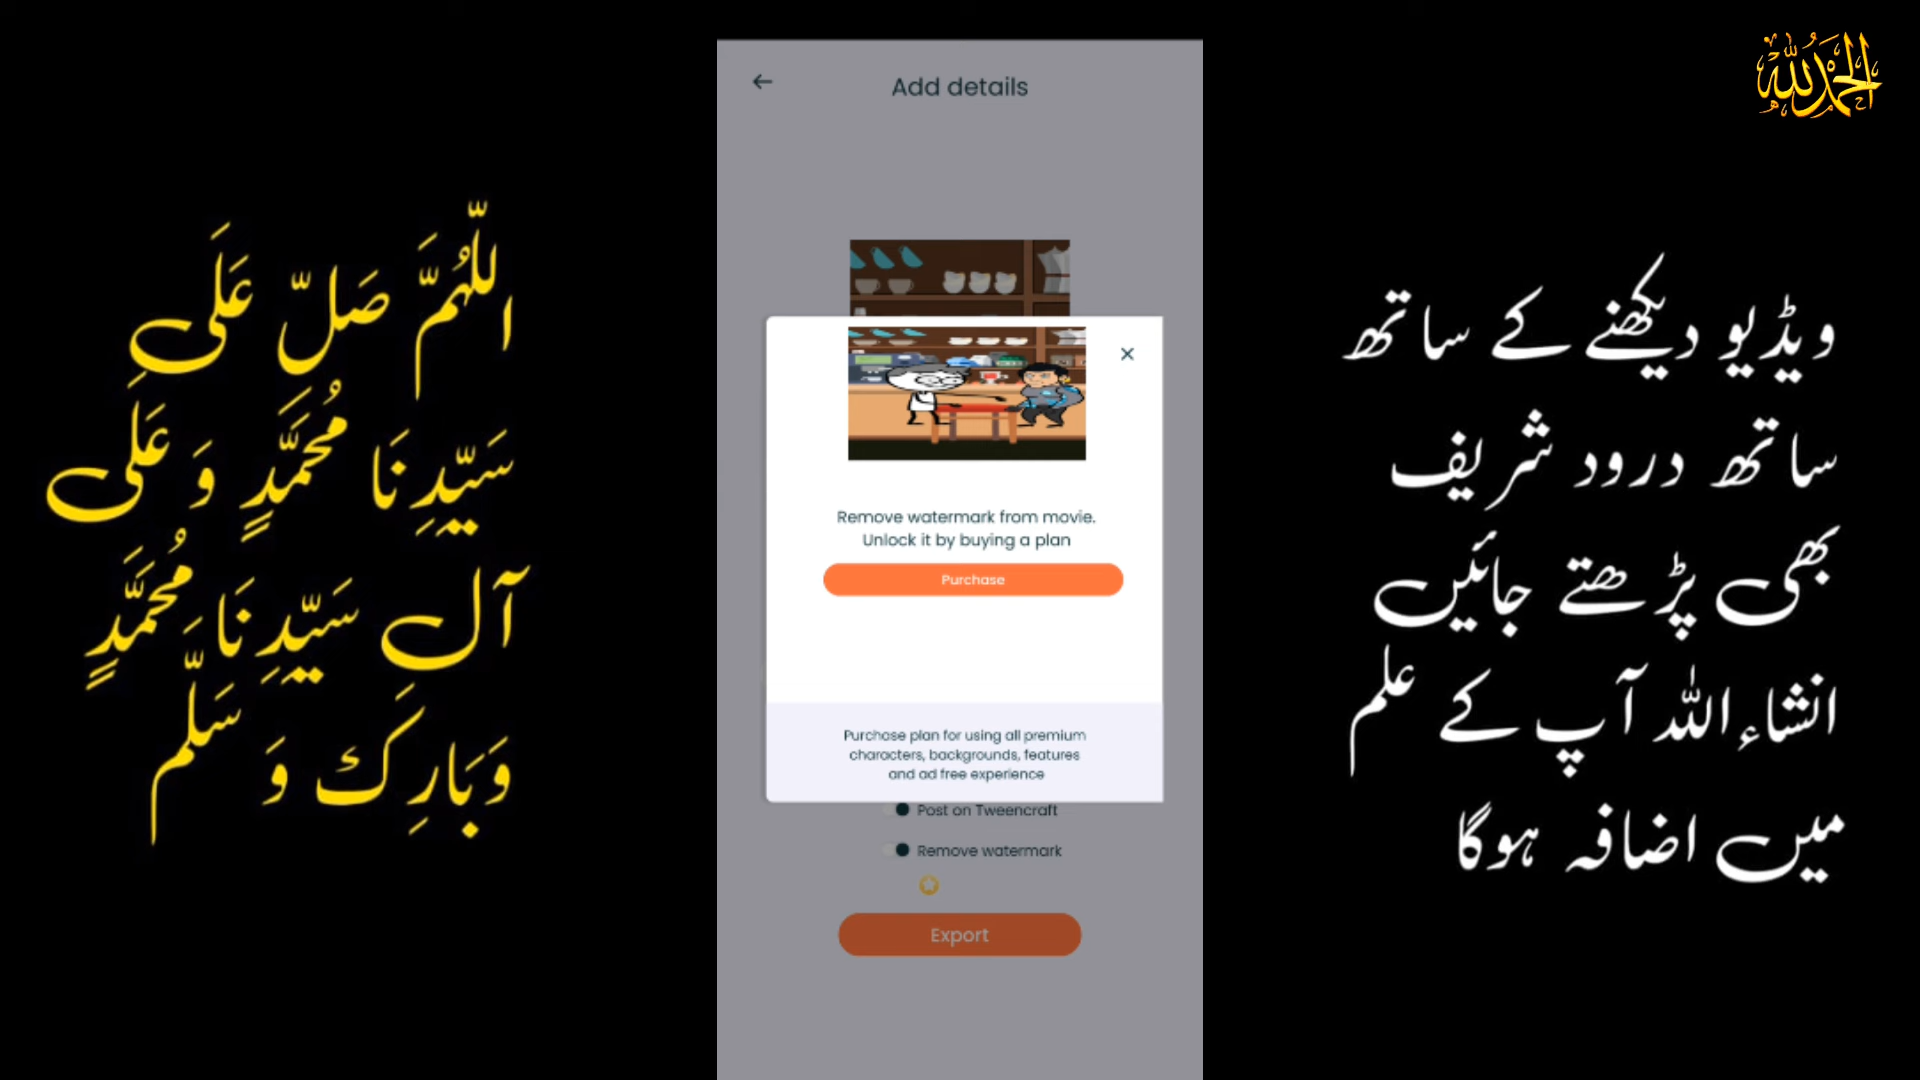 الحمدللہ
اللّٰهُمَّ صَلِّ عَلَى
سَيِّدِنَا مُحَمَّدٍ وَ عَلَى
آلِ سَيِّدِنَا مُحَمَّدٍ
وَبَارِك وَ سَلِّم
Add details
Remove watermark from movie.
Unlock it by buying a plan
Purchase
Purchase plan for using all premium
characters, backgrounds, features
and ad free experience
Post on Tweencraft
Remove watermark
Export
ویڈیو دیکھنے کے ساتھ
ساتھ درود شریف
بھی پڑھتے جائیں
انشاءاللہ آپ کے علم
میں اضافہ ہوگا